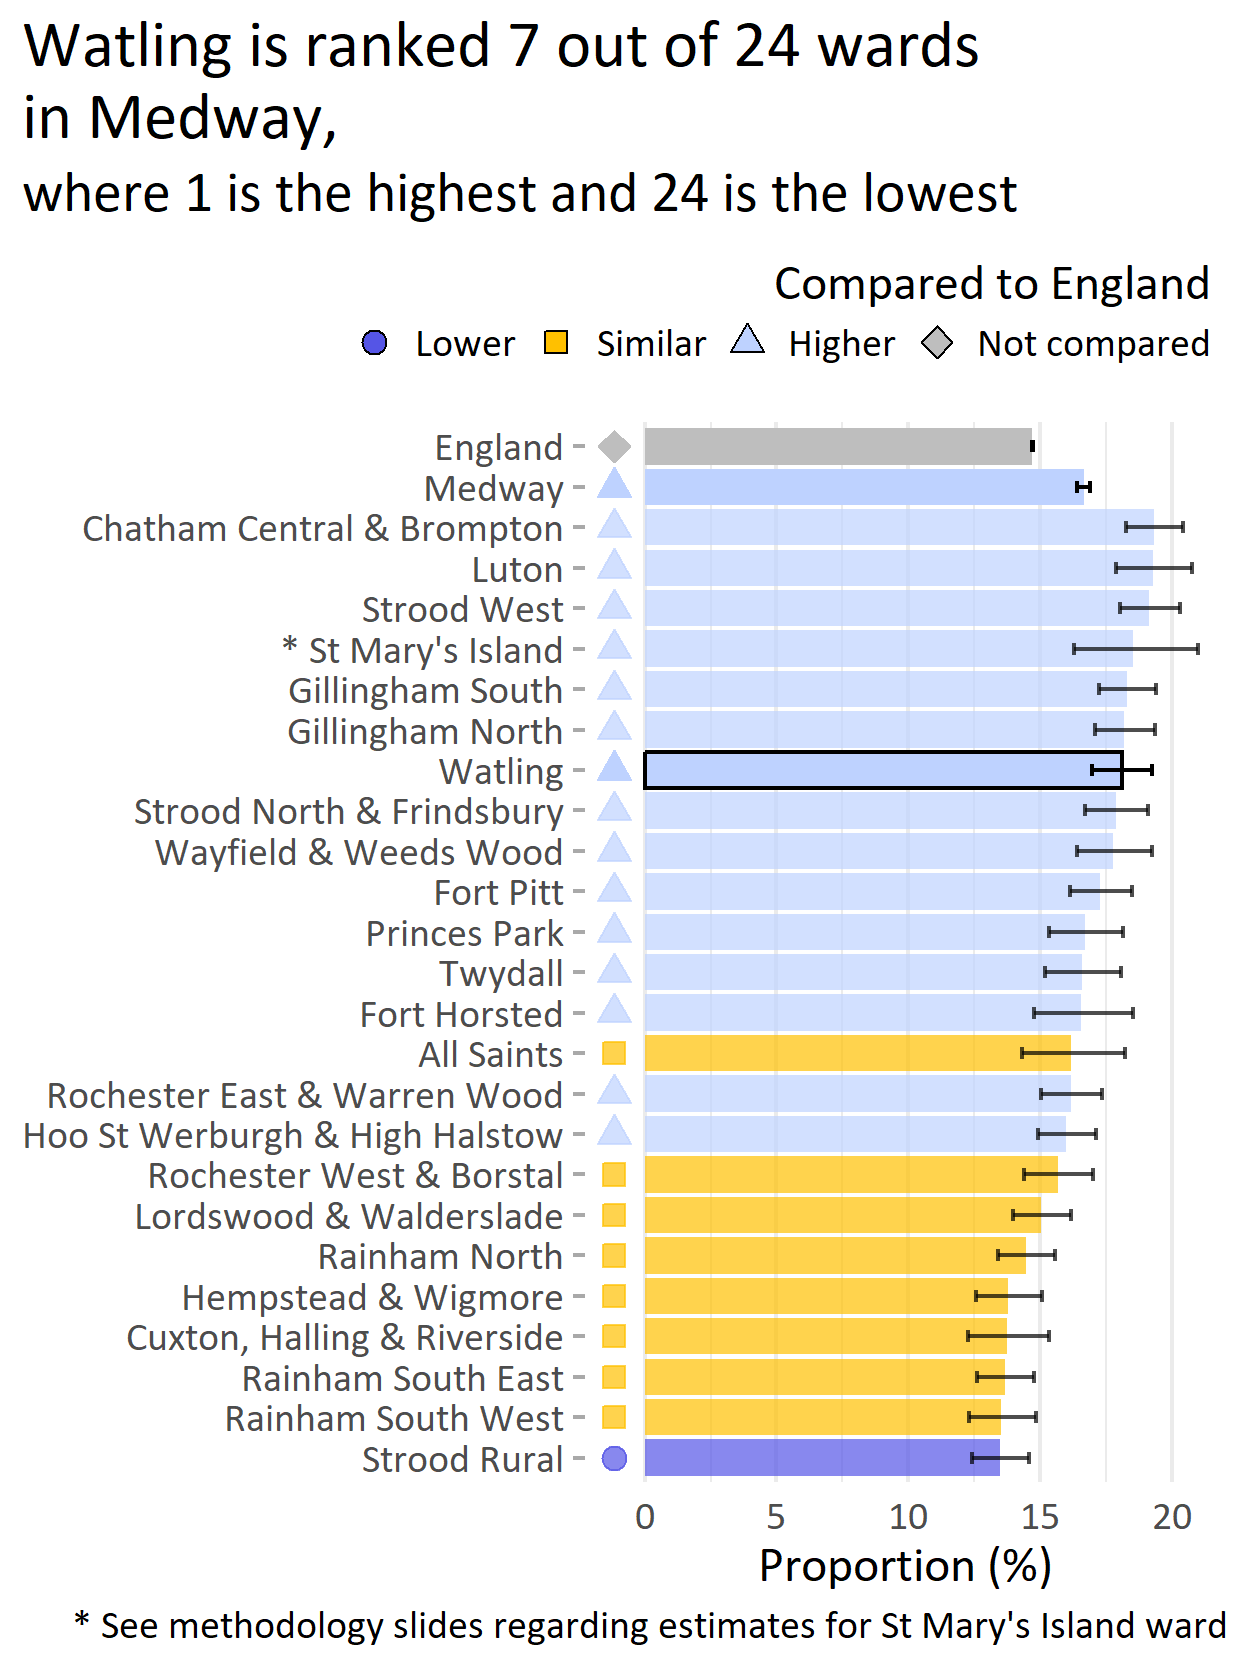 Watling is ranked 7 out of 24 wards
in Medway,
where 1 is the highest and 24 is the lowest
Compared to England
Lower Similar Higher Not compared
England
Medway
Chatham Central & Brompton
Luton
Strood West
* St Mary's Island
Gillingham South
Gillingham North
Watling
Strood North & Frindsbury
Wayfield & Weeds Wood
Fort Pitt
Princes Park
Twydall
Fort Horsted
All Saints
Rochester East & Warren Wood
Hoo St Werburgh & High Halstow
Rochester West & Borstal
Lordswood & Walderslade
Rainham North
Hempstead & Wigmore
Cuxton, Halling & Riverside
Rainham South East
Rainham South West
Strood Rural
0 5 10 15 20
Proportion (%)
* See methodology slides regarding estimates for St Mary's Island ward